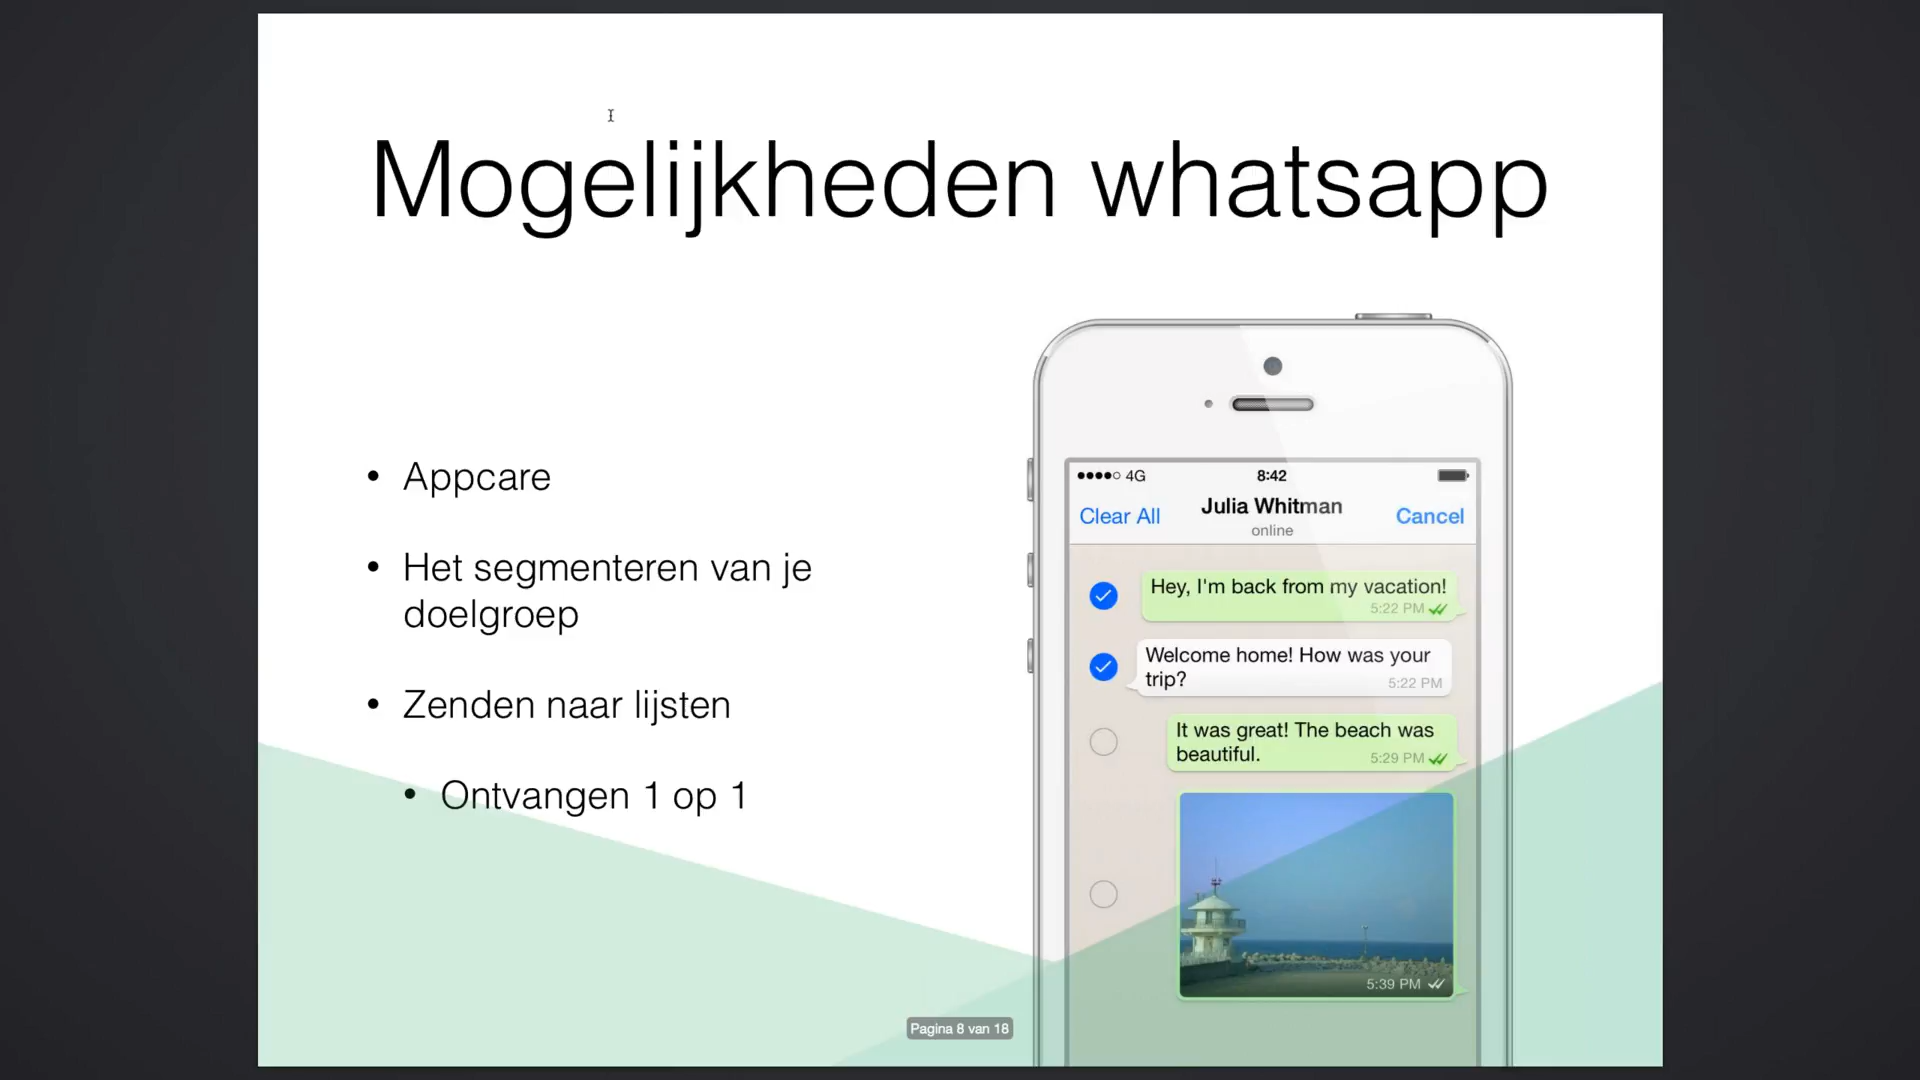 Mogelijkheden whatsapp
• Appcare
• Het segmenteren van je
doelgroep
• Zenden naar lijsten
• Ontvangen 1 op 1
4G
8:42
Clear All
Julia Whitman
online
Cancel
Hey, I'm back from my vacation!
5:22 PM
Welcome home! How was your
trip?
5:22 PM
It was great! The beach was
beautiful.
5:29 PM
5:39 PM
Pagina 8 van 18